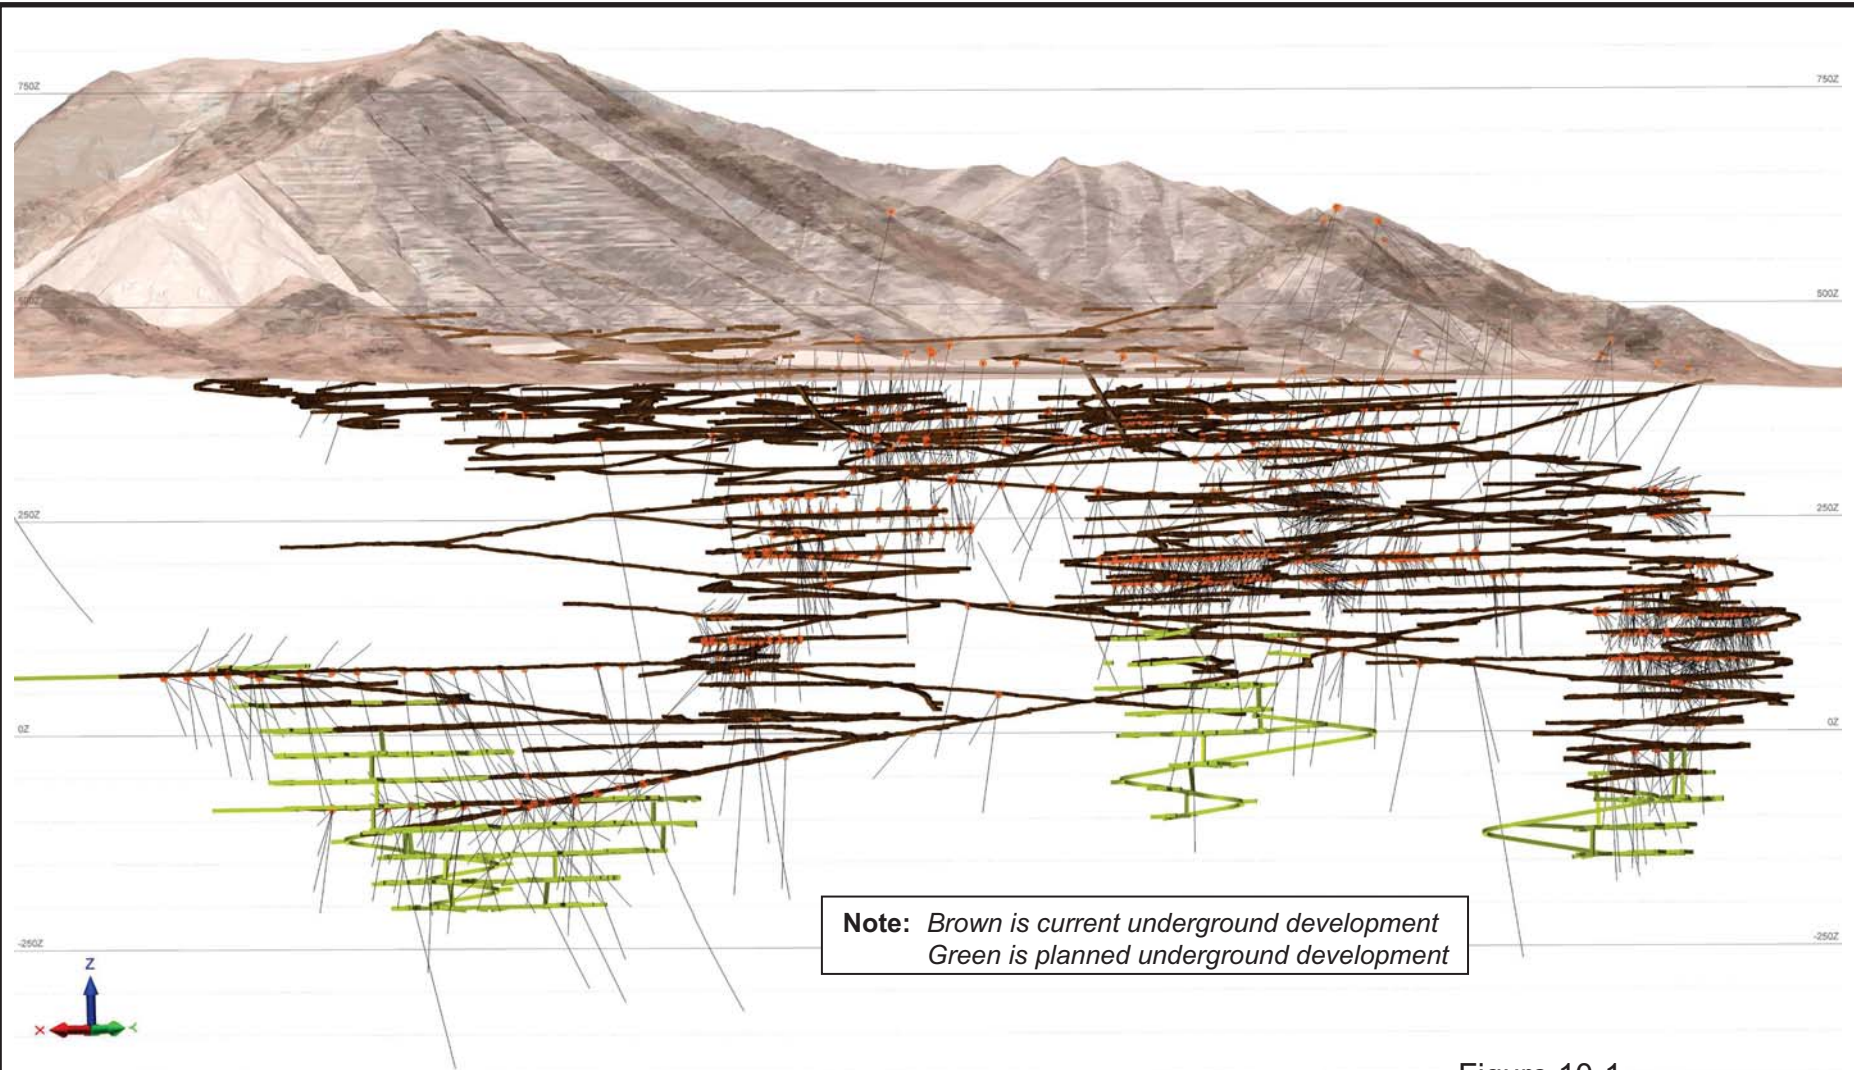 750Z
750Z
500Z
500Z
250Z
250Z
0Z
0Z
-250Z
-250Z
Note: Brown is current underground development
Green is planned underground development
Z
X
Y
Figure 10-1